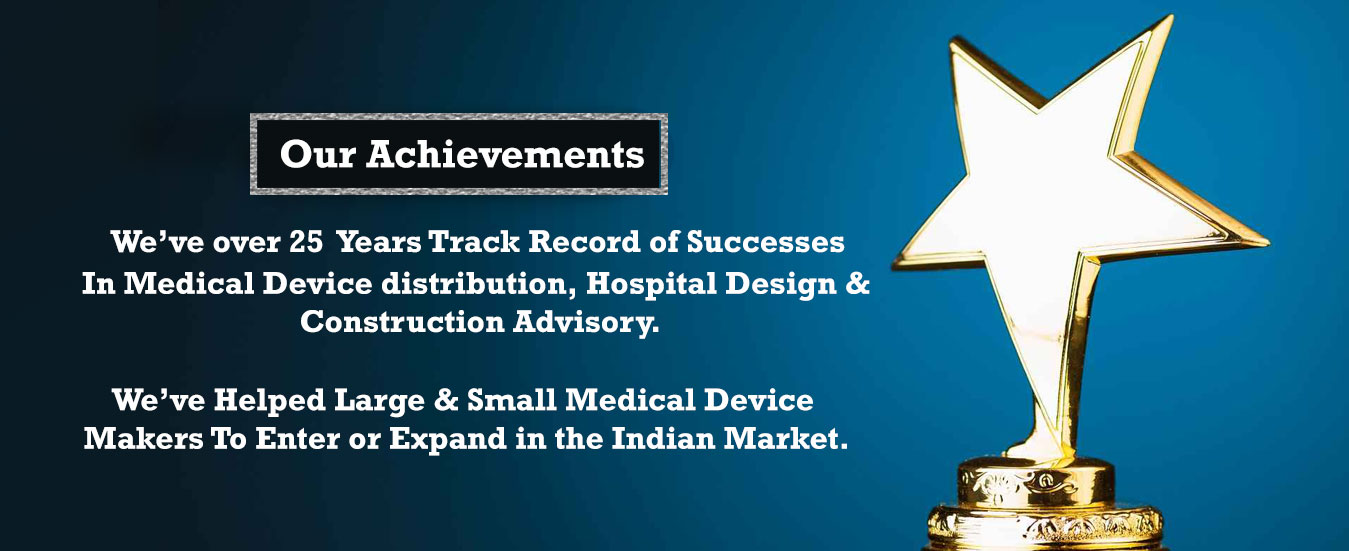 Our Achievements
We've over 25 Years Track Record of Successes
In Medical Device distribution, Hospital Design &
Construction Advisory.
We've Helped Large & Small Medical Device
Makers To Enter or Expand in the Indian Market.